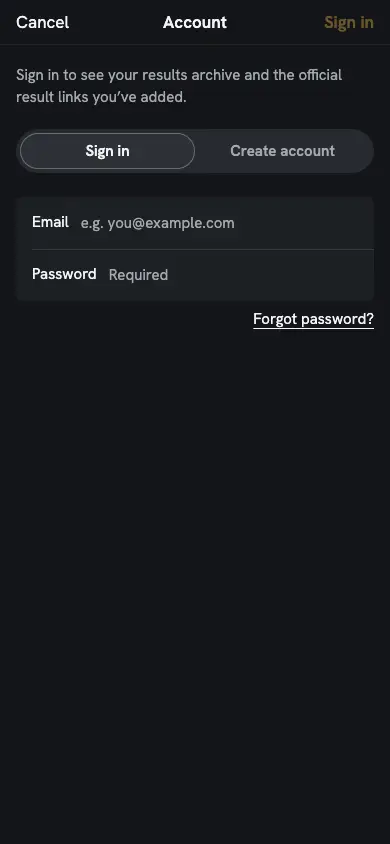 Cancel
Account
Sign in
Sign in to see your results archive and the official
result links you’ve added.
Sign in
Create account
Email e.g. you@example.com
Password Required
Forgot password?